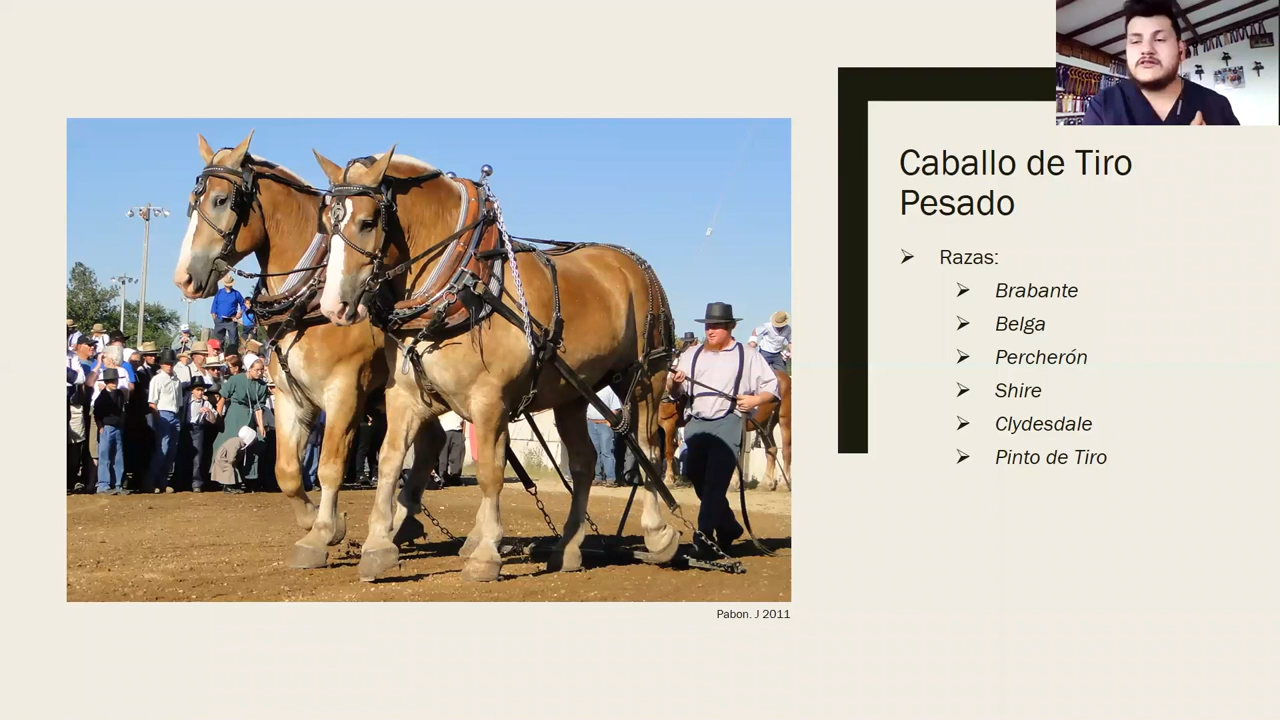 Caballo de Tiro
Pesado
Razas:
Brabante
Belga
Percherón
Shire
Clydesdale
Pinto de Tiro
Pabon. J 2011